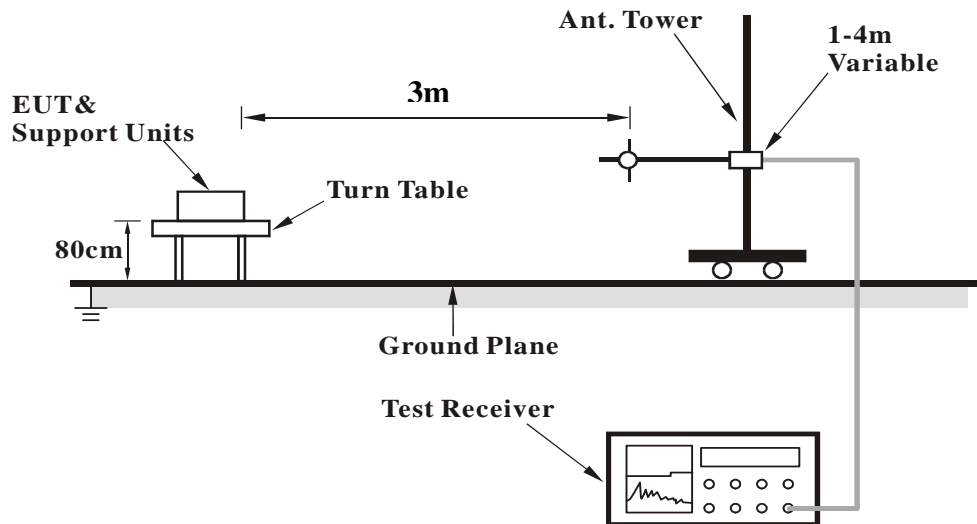 Ant. Tower
1-4m
Variable
3m
EUT&
Support Units
Turn Table
80cm
Ground Plane
Test Receiver